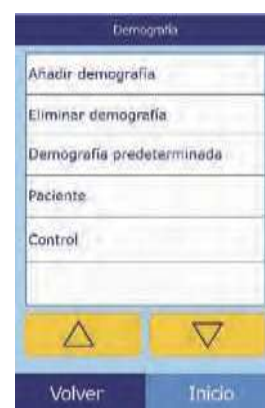 Demografía
Añadir demografía
Eliminar demografía
Demografía predeterminada
Paciente
Control
Volver
Inicio